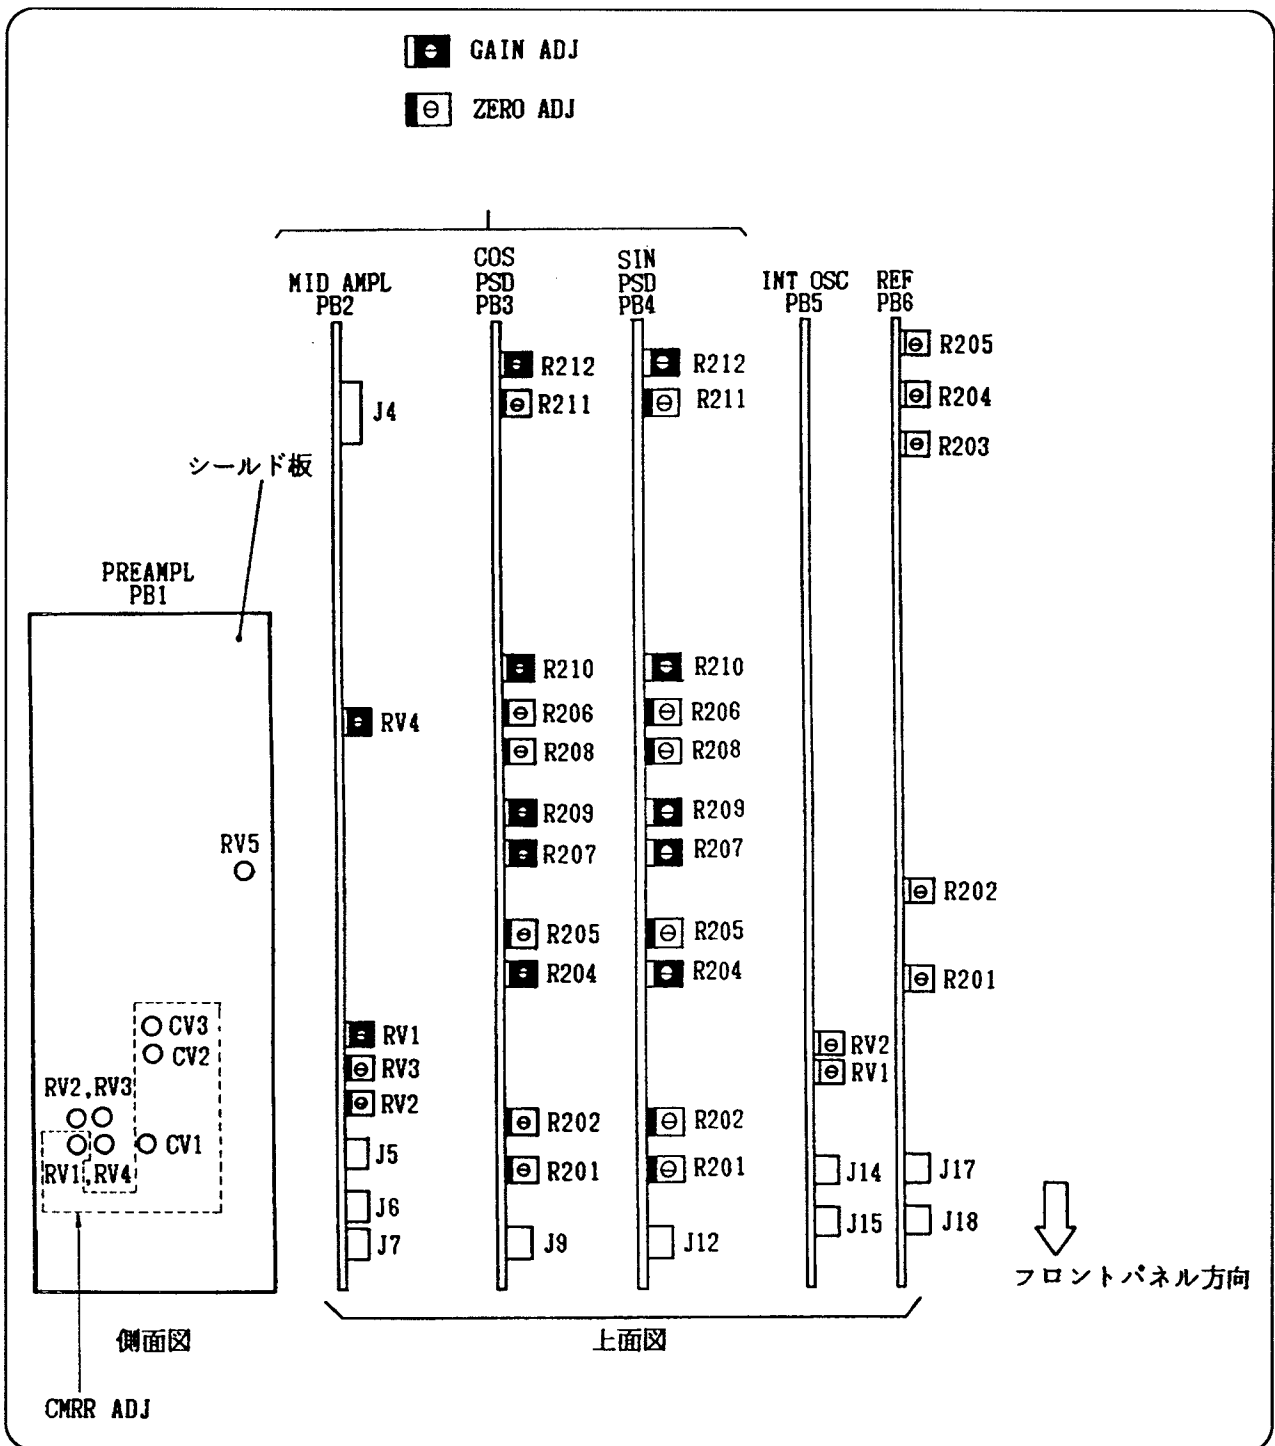 GAIN ADJ
ZERO ADJ
MID AMPL
PB2
COS
PSD
PB3
SIN
PSD
PB4
INT OSC
PB5
REF
PB6
J4
RV4
RV1
RV3
RV2
J5
J6
J7
R212
R211
R210
R206
R208
R209
R207
R205
R204
R202
R201
J9
R212
R211
R210
R206
R208
R209
R207
R205
R204
R202
R201
J12
RV2
RV1
J14
J15
R205
R204
R203
R202
R201
J17
J18
シールド板
PREAMPL
PB1
RV5
CV3
CV2
RV2,RV3
CV1
RV1,RV4
側面図
CMRR ADJ
上面図
フロントパネル方向